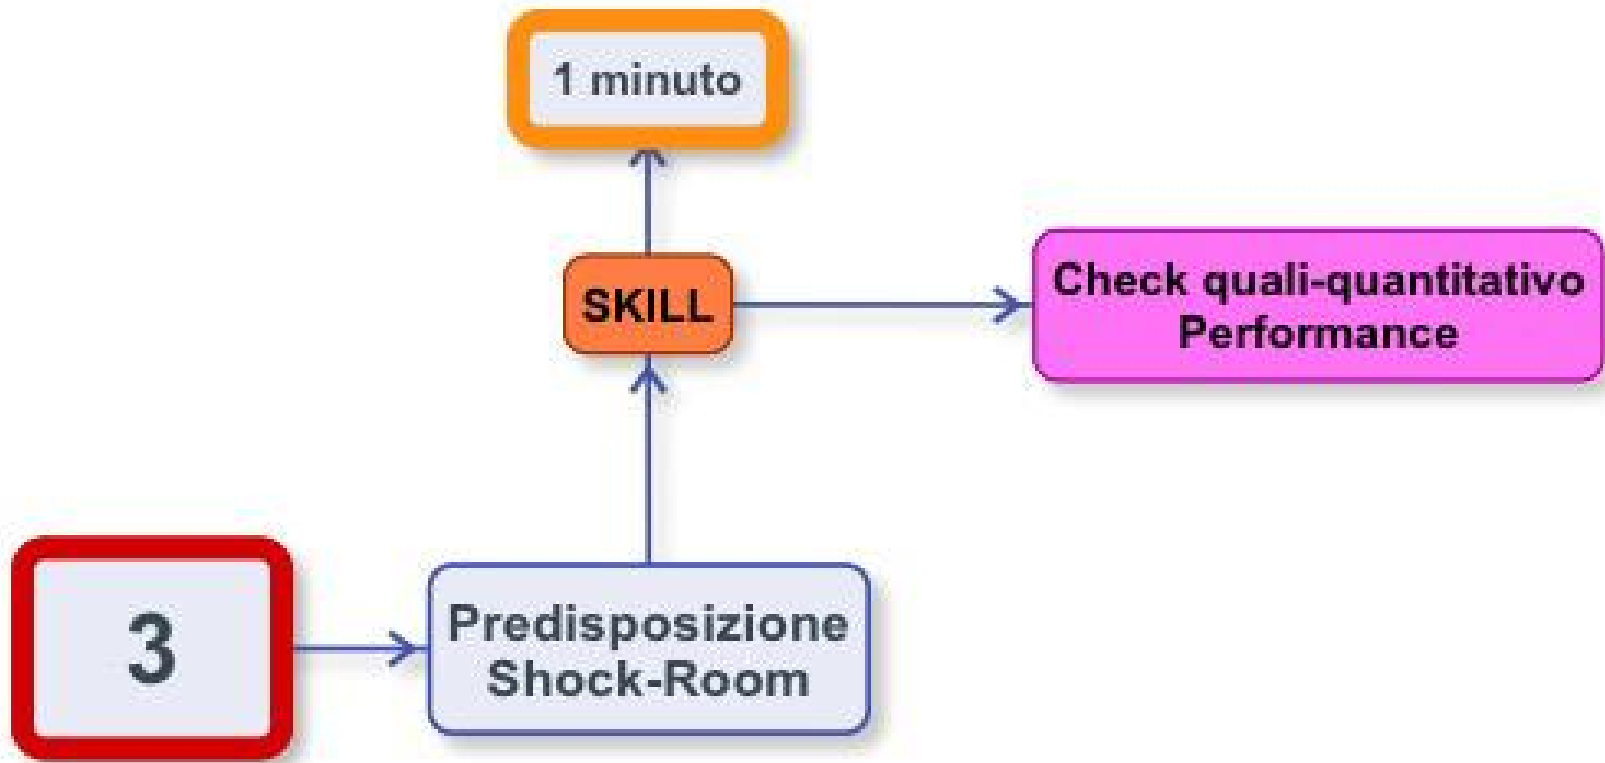 1 minuto
SKILL
Check quali-quantitativo
Performance
3
Predisposizione
Shock-Room